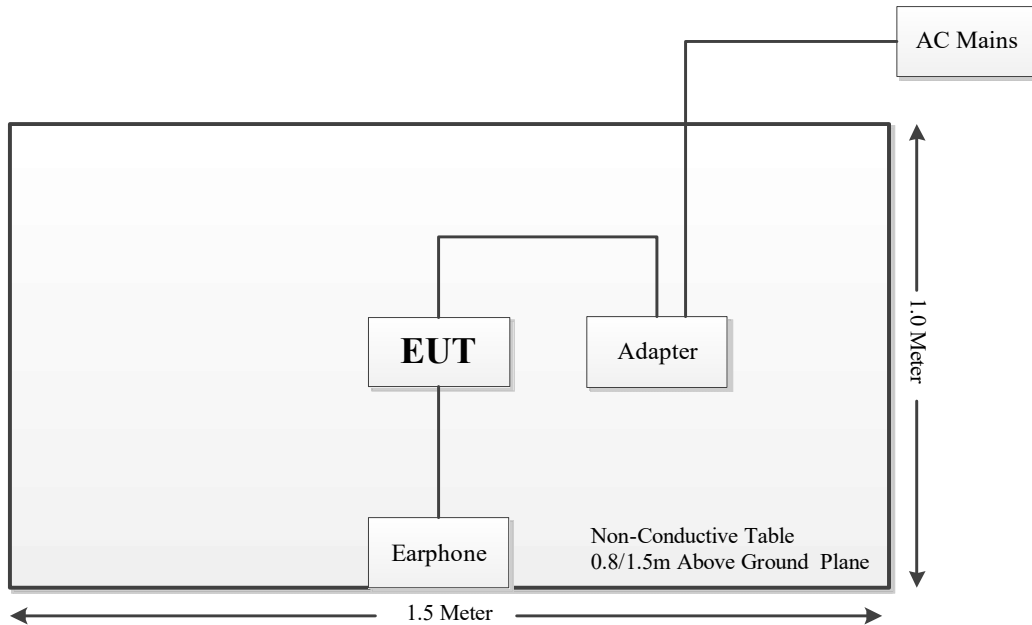 AC Mains
EUT
Adapter
1.0 Meter
Earphone
Non-Conductive Table
0.8/1.5m Above Ground Plane
1.5 Meter